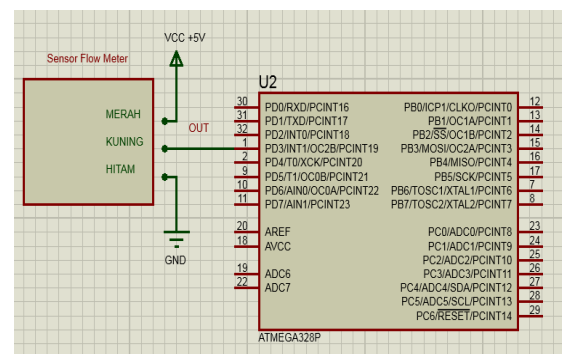 VCC +5V
Sensor Flow Meter
MERAH
KUNING
HITAM
OUT
GND
U2
30 PD0/RXD/PCINT16
31 PD1/TXD/PCINT17
32 PD2/INT0/PCINT18
1 PD3/INT1/OC2B/PCINT19
2 PD4/T0/XCK/PCINT20
9 PD5/T1/OC0B/PCINT21
10 PD6/AIN0/OC0A/PCINT22
11 PD7/AIN1/PCINT23
20 AREF
18 AVCC
19 ADC6
22 ADC7
PB0/ICP1/CLKO/PCINT0 12
PB1/OC1A/PCINT1 13
PB2/SS/OC1B/PCINT2 14
PB3/MOSI/OC2A/PCINT3 15
PB4/MISO/PCINT4 16
PB5/SCK/PCINT5 17
PB6/TOSC1/XTAL1/PCINT6 7
PB7/TOSC2/XTAL2/PCINT7 8
PC0/ADC0/PCINT8 23
PC1/ADC1/PCINT9 24
PC2/ADC2/PCINT10 25
PC3/ADC3/PCINT11 26
PC4/ADC4/SDA/PCINT12 27
PC5/ADC5/SCL/PCINT13 28
PC6/RESET/PCINT14 29
ATMEGA328P